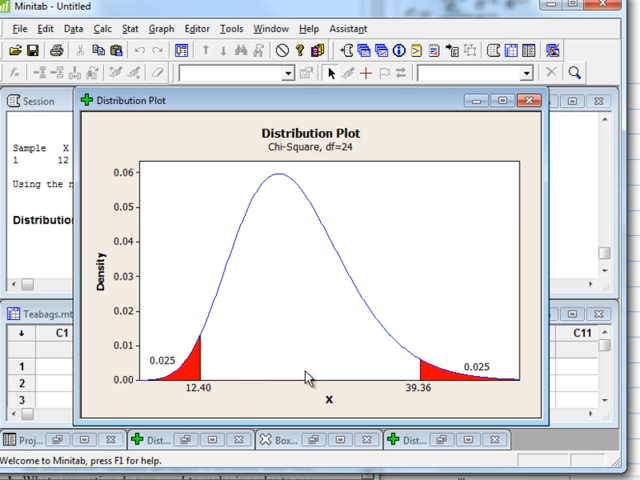 Minitab - Untitled
File Edit Data Calc Stat Graph Editor Tools Window Help Assistant
Session
Distribution Plot
Sample X
1 12
Using the n
Distributio
Distribution Plot
Chi-Square, df=24
0.06
0.05
0.04
0.03
0.02
0.01
0.00
Density
0.025
0.025
12.40
39.36
X
Teabags.mt
C1
C11
1
2
3
Proj...
Dist...
Box...
Dist...
Welcome to Minitab, press F1 for help.